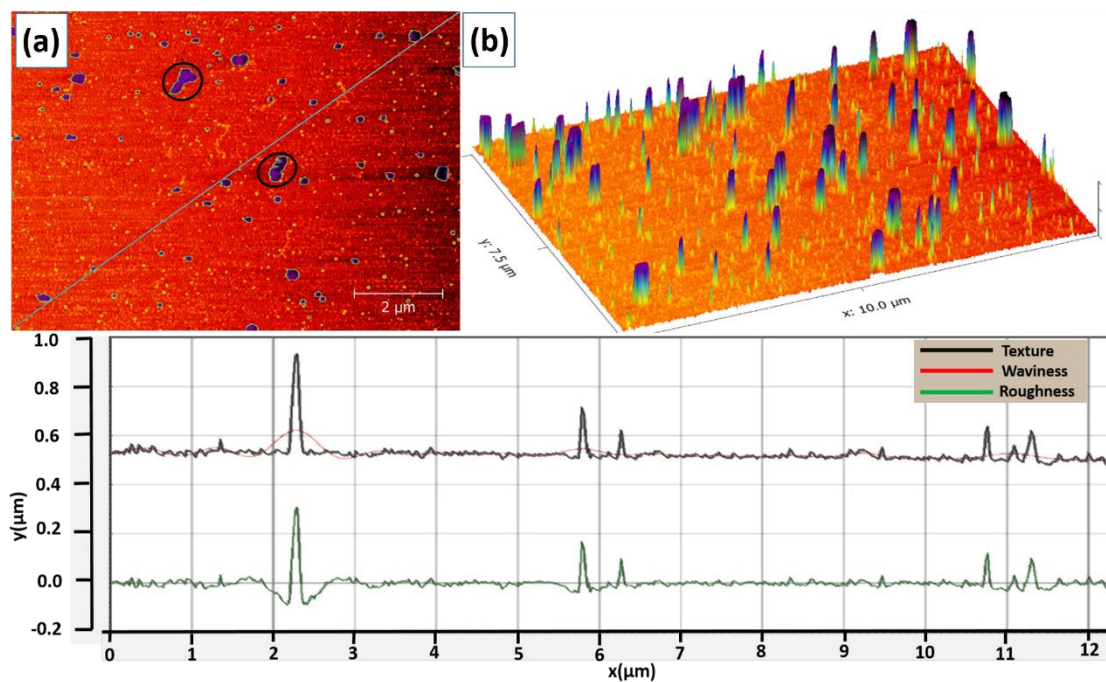 (a)
2 μm
(b)
y: 7.5 μm
x: 10.0 μm
Texture
Waviness
Roughness
y(μm)
1.0
0.8
0.6
0.4
0.2
0.0
-0.2
0 1 2 3 4 5 6 7 8 9 10 11 12
x(μm)